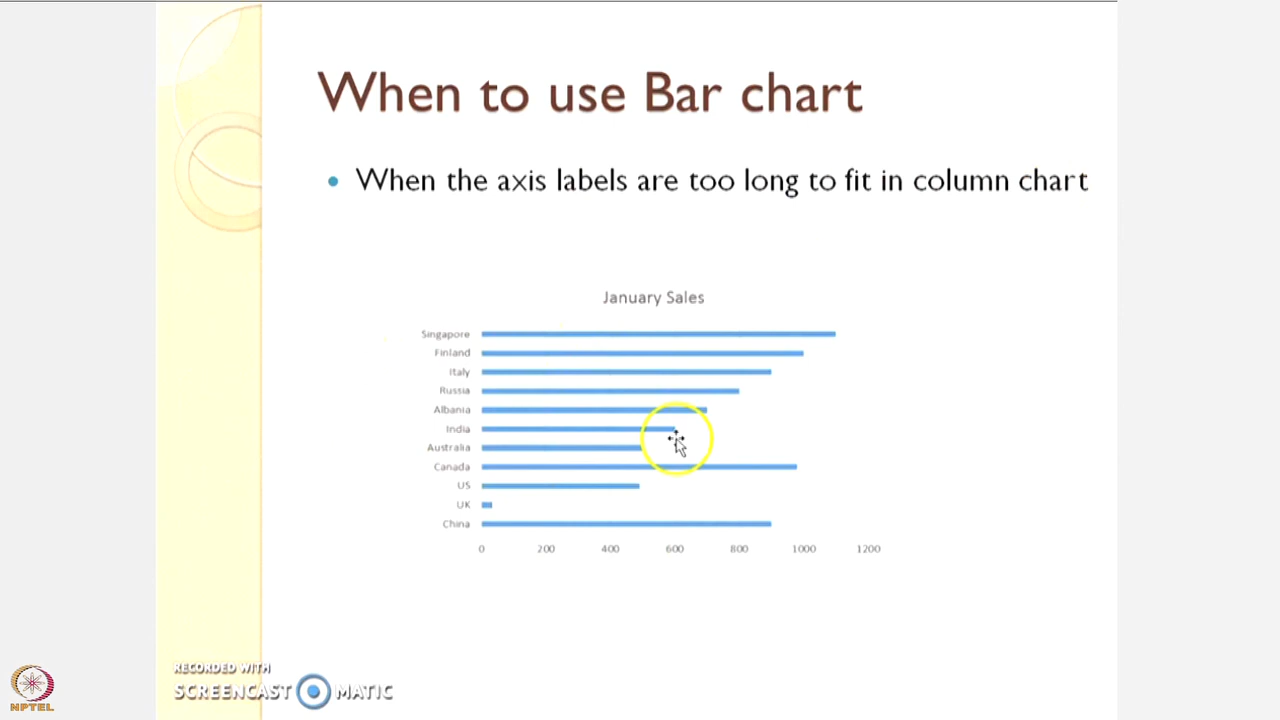 When to use Bar chart
When the axis labels are too long to fit in column chart
January Sales
Singapore
Finland
Italy
Russia
Albania
India
Australia
Canada
US
UK
China
0 200 400 600 800 1000 1200
RECORDED WITH
SCREENCAST MATIC
NPTEL